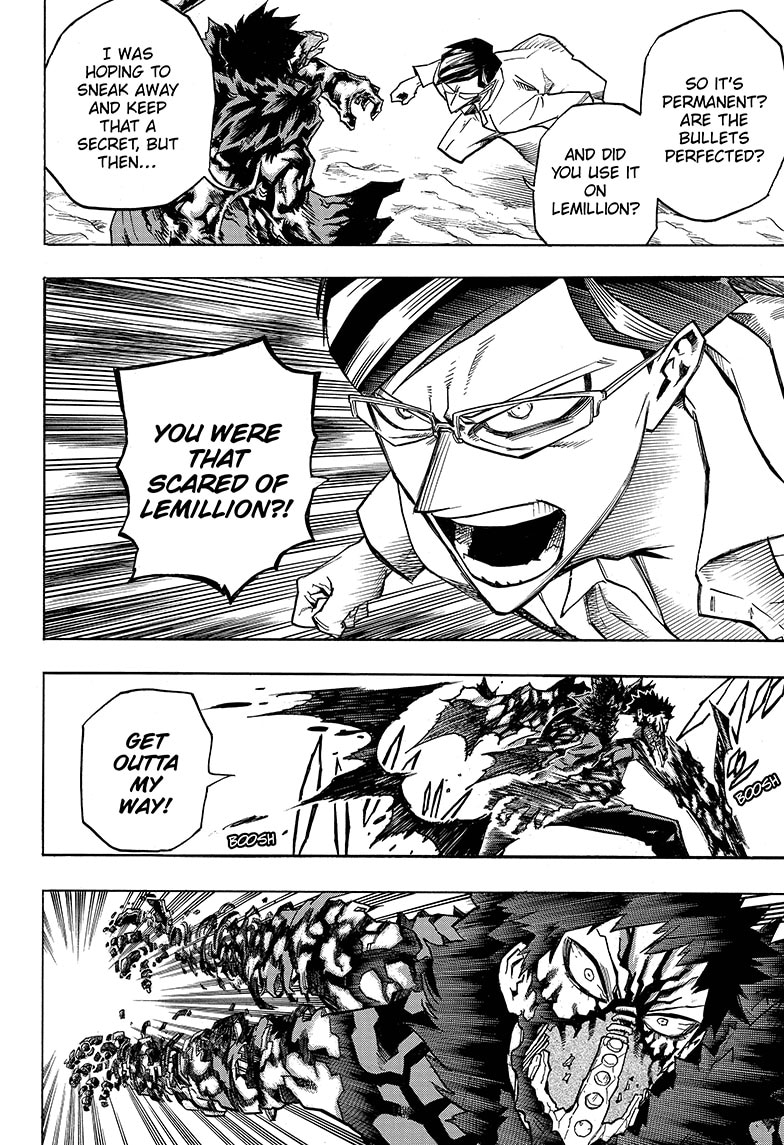 SO IT'S
PERMANENT?
ARE THE
BULLETS
PERFECTED?
AND DID
YOU USE IT
ON
LEMILLION?
I WAS
HOPING TO
SNEAK AWAY
AND KEEP
THAT A
SECRET, BUT
THEN...
YOU WERE
THAT
SCARED OF
LEMILLION?!
BOOSH
GET
OUTTA
MY
WAY!
BOOSH